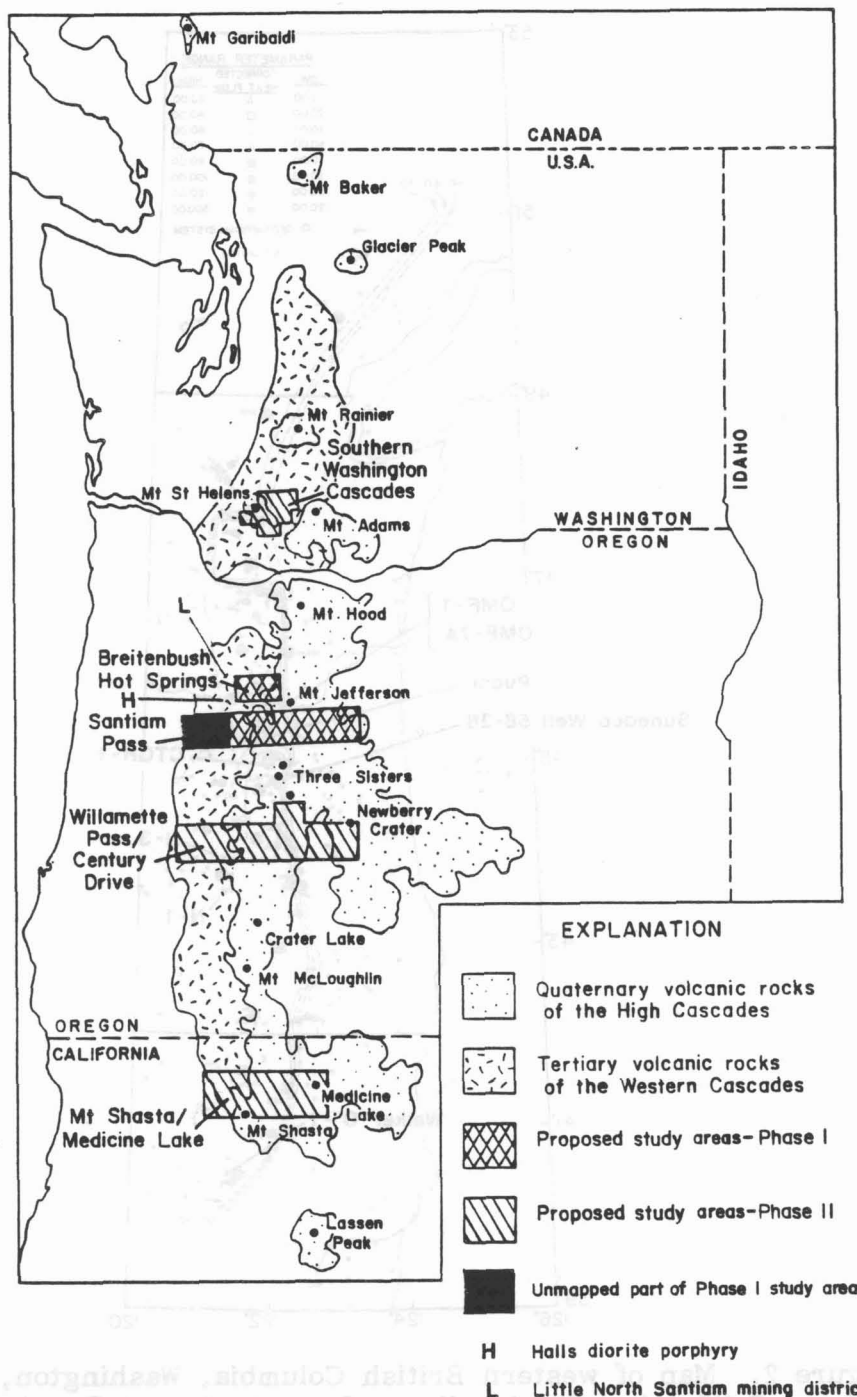 Mt Garibaldi
CANADA
U.S.A.
Mt Baker
Glacier Peak
Mt Rainier
Southern
Washington
Cascades
Mt St Helens
Mt Adams
IDAHO
WASHINGTON
OREGON
L
Mt Hood
Breitenbush
Hot Springs
H
Mt Jefferson
Santiam
Pass
Three Sisters
Newberry
Crater
Willamette
Pass/
Century
Drive
Crater Lake
Mt McLoughlin
OREGON
CALIFORNIA
Medicine
Lake
Mt Shasta/
Medicine Lake
Mt Shasta
Lassen
Peak
EXPLANATION
Quaternary volcanic rocks
of the High Cascades
Tertiary volcanic rocks
of the Western Cascades
Proposed study areas-Phase I
Proposed study areas-Phase II
Unmapped part of Phase I study area
H Halls diorite porphyry
L Little North Santiam mining distric